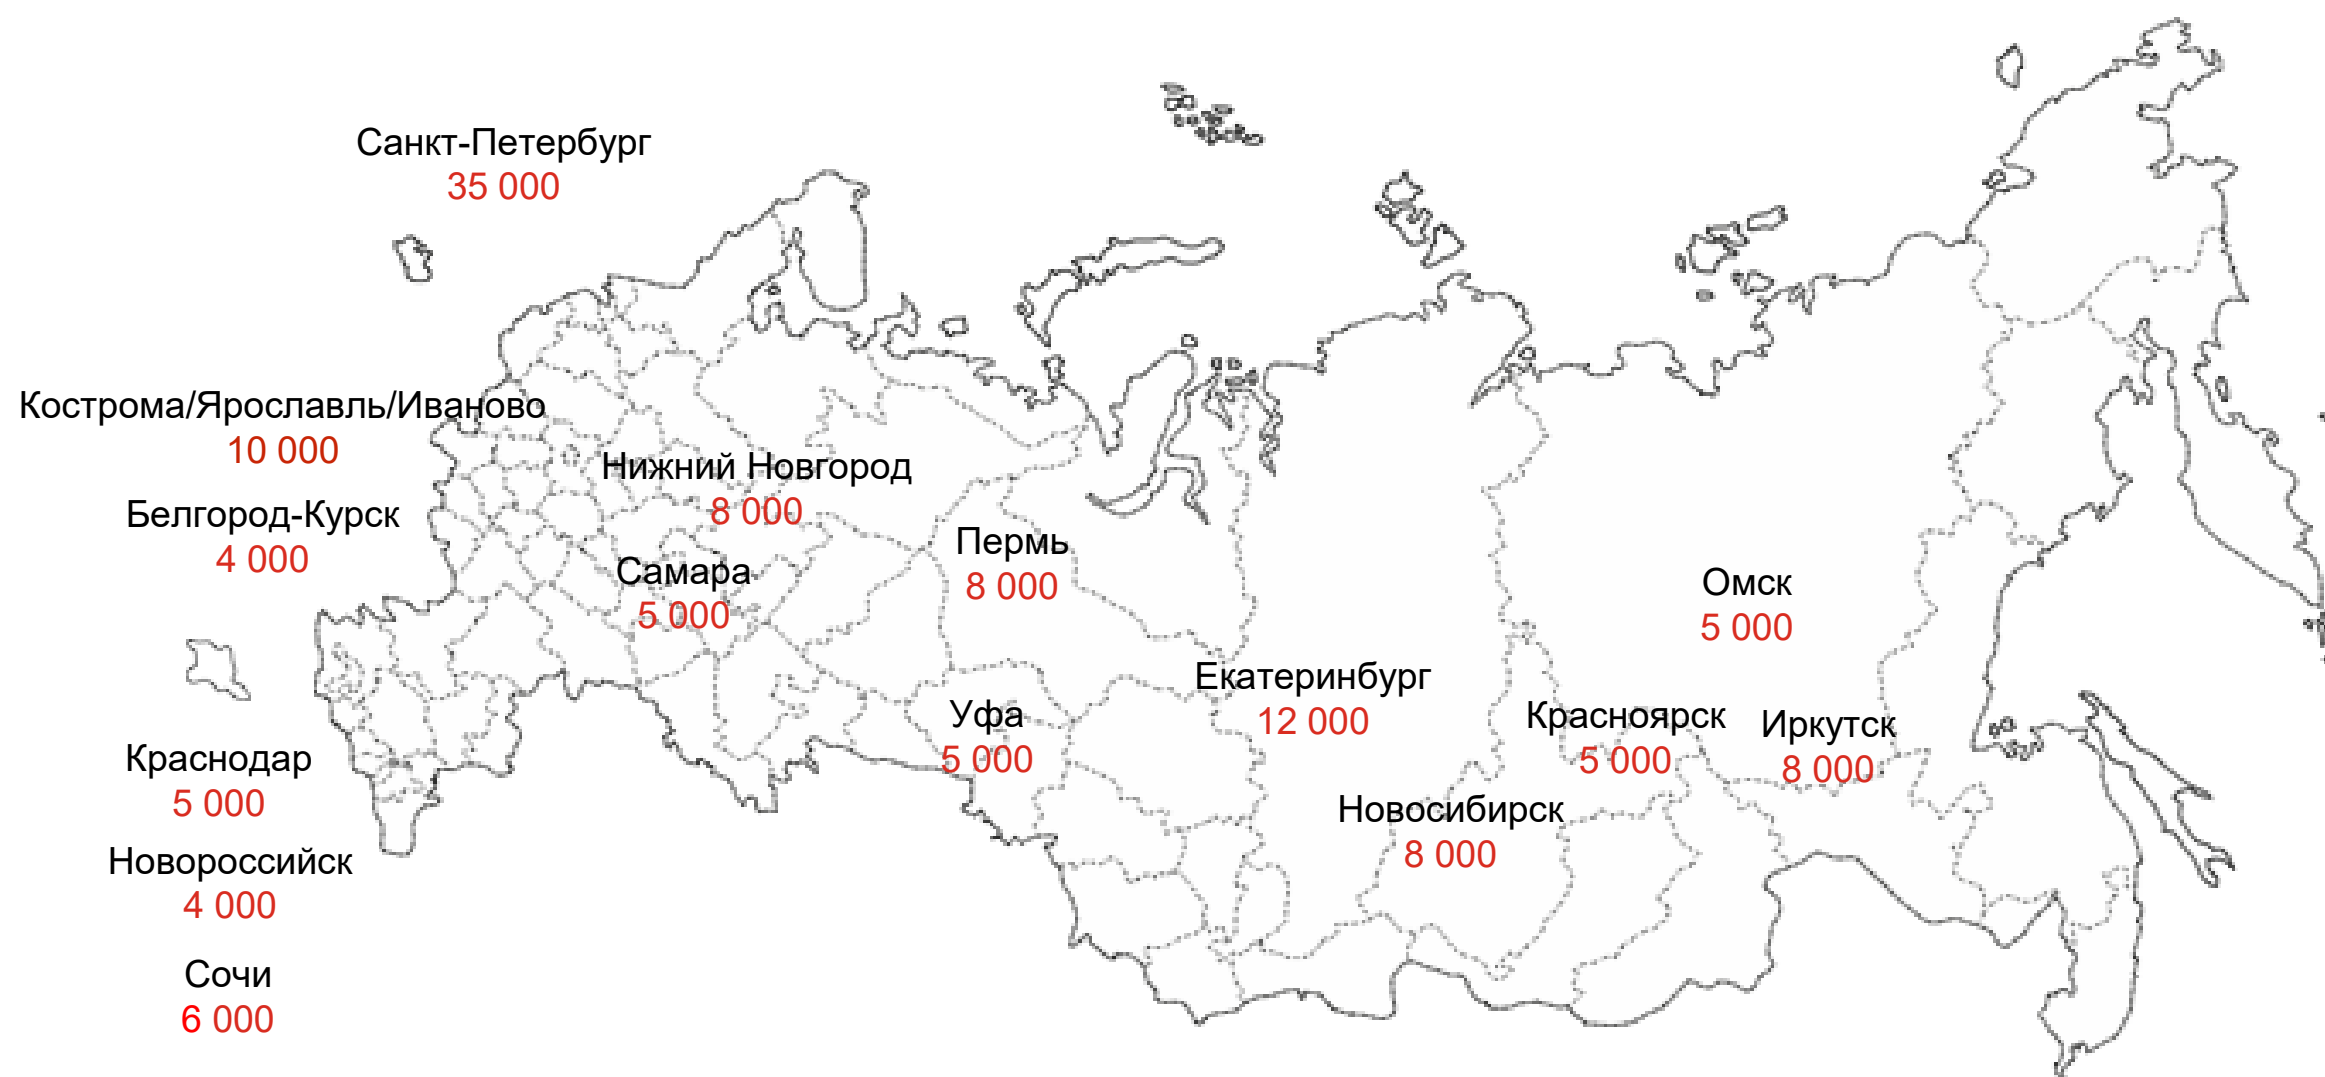 Санкт-Петербург
35 000
Кострома/Ярославль/Иваново
10 000
Нижний Новгород
8 000
Белгород-Курск
4 000
Пермь
8 000
Самара
5 000
Омск
5 000
Екатеринбург
12 000
Уфа
5 000
Красноярск
5 000
Иркутск
8 000
Краснодар
5 000
Новосибирск
8 000
Новороссийск
4 000
Сочи
6 000